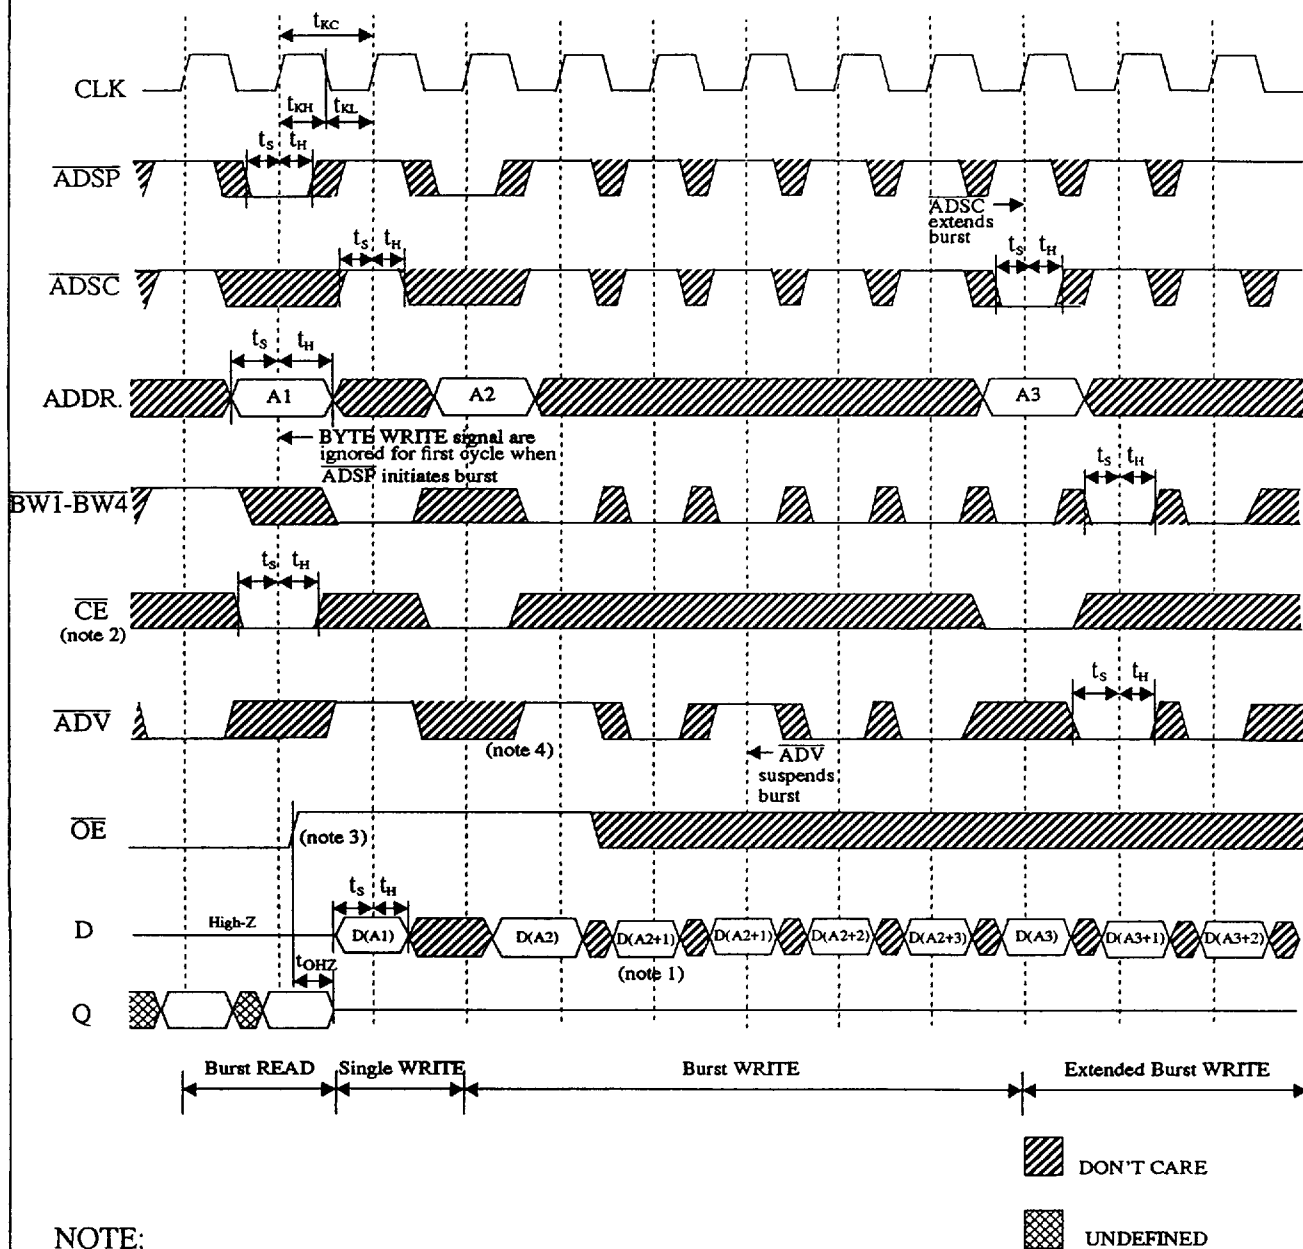 tKC
CLK
tKH tKL
tS tH
ADSP
ADSC
extends
burst
tS tH
tS tH
ADSC
tS tH
ADDR.
A1
A2
A3
BYTE WRITE signal are
ignored for first cycle when
ADSP initiates burst
tS tH
BW1-BW4
tS tH
CE
(note 2)
tS tH
ADV
(note 4)
ADV
suspends
burst
OE
(note 3)
tS tH
D
High-Z
D(A1)
D(A2)
D(A2+1)
D(A2+1)
D(A2+2)
D(A2+3)
D(A3)
D(A3+1)
D(A3+2)
(note 1)
tOHZ
Q
Burst READ
Single WRITE
Burst WRITE
Extended Burst WRITE
DON'T CARE
UNDEFINED
NOTE: